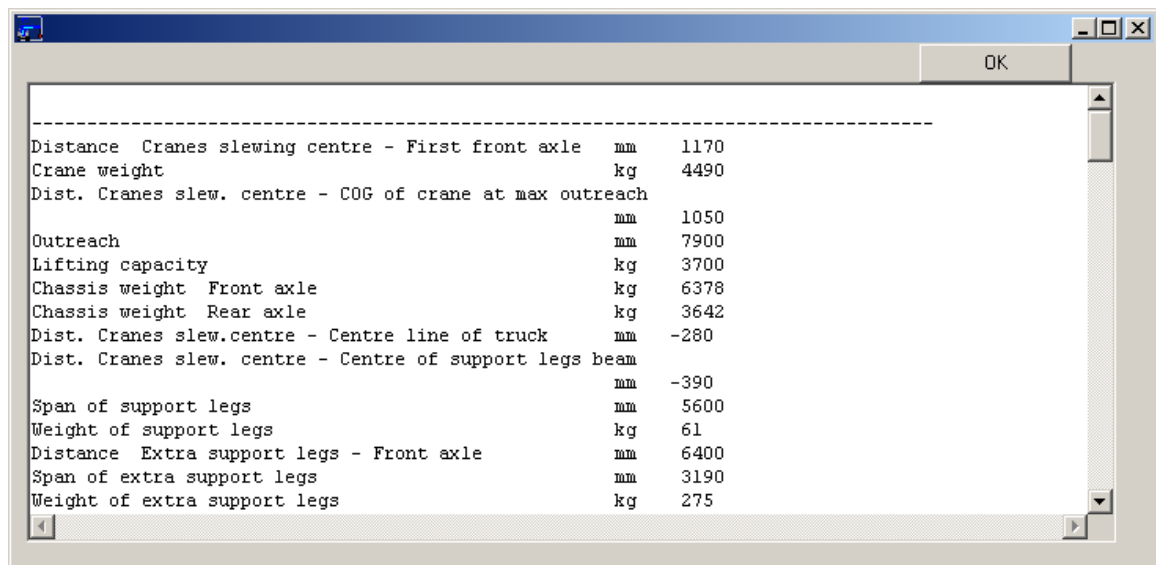 OK
---------------------------------------------------------------------------------
Distance  Cranes slewing centre - First front axle   mm    1170
Crane weight                                         kg    4490
Dist. Cranes slew. centre - COG of crane at max outreach
                                                     mm    1050
Outreach                                             mm    7900
Lifting capacity                                     kg    3700
Chassis weight  Front axle                           kg    6378
Chassis weight  Rear axle                            kg    3642
Dist. Cranes slew.centre - Centre line of truck      mm   -280
Dist. Cranes slew. centre - Centre of support legs beam
                                                     mm   -390
Span of support legs                                 mm    5600
Weight of support legs                               kg    61
Distance  Extra support legs - Front axle            mm    6400
Span of extra support legs                           mm    3190
Weight of extra support legs                         kg    275